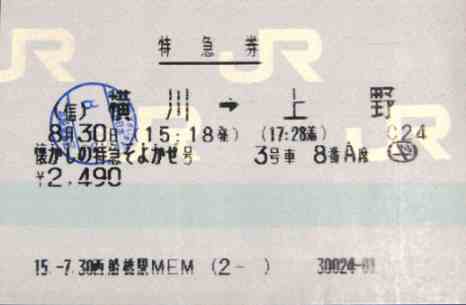 特急券
(信)横川 → 上野
8月30日 (15:18発) (17:28着) C24
懐かしの特急そよかぜ号 3号車 8番A席
¥2,490
15.-7.30西船橋駅MEM (2- ) 30024-01